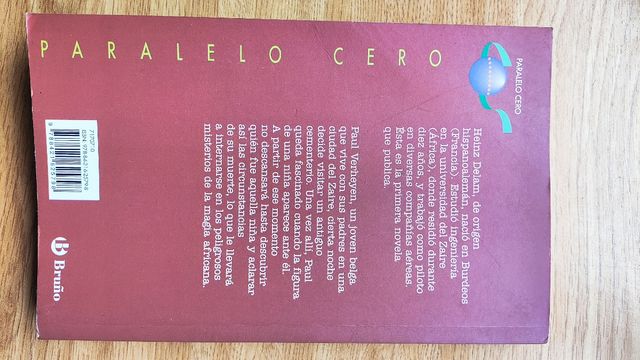 PARALELO CERO
PARALELO CERO
Heinz Delam, de origen
hispanoalemán, nació en Burdeos
(Francia). Estudió ingeniería
en la universidad del Zaire
(África), donde residió durante
diez años, y trabajó como piloto
en diversas compañías aéreas.
Ésta es la primera novela
que publica.
Paul Verheyen, un joven belga
que vive con sus padres en una
ciudad del Zaire, cierta noche
decide visitar un antiguo
cementerio. Una vez allí, Paul
queda fascinado cuando la figura
de una niña aparece ante él.
A partir de ese momento
no descansará hasta descubrir
quién fue aquella niña y aclarar
así las circunstancias
de su muerte, lo que le llevará
a internarse en los peligrosos
misterios de la magia africana.
Bruño